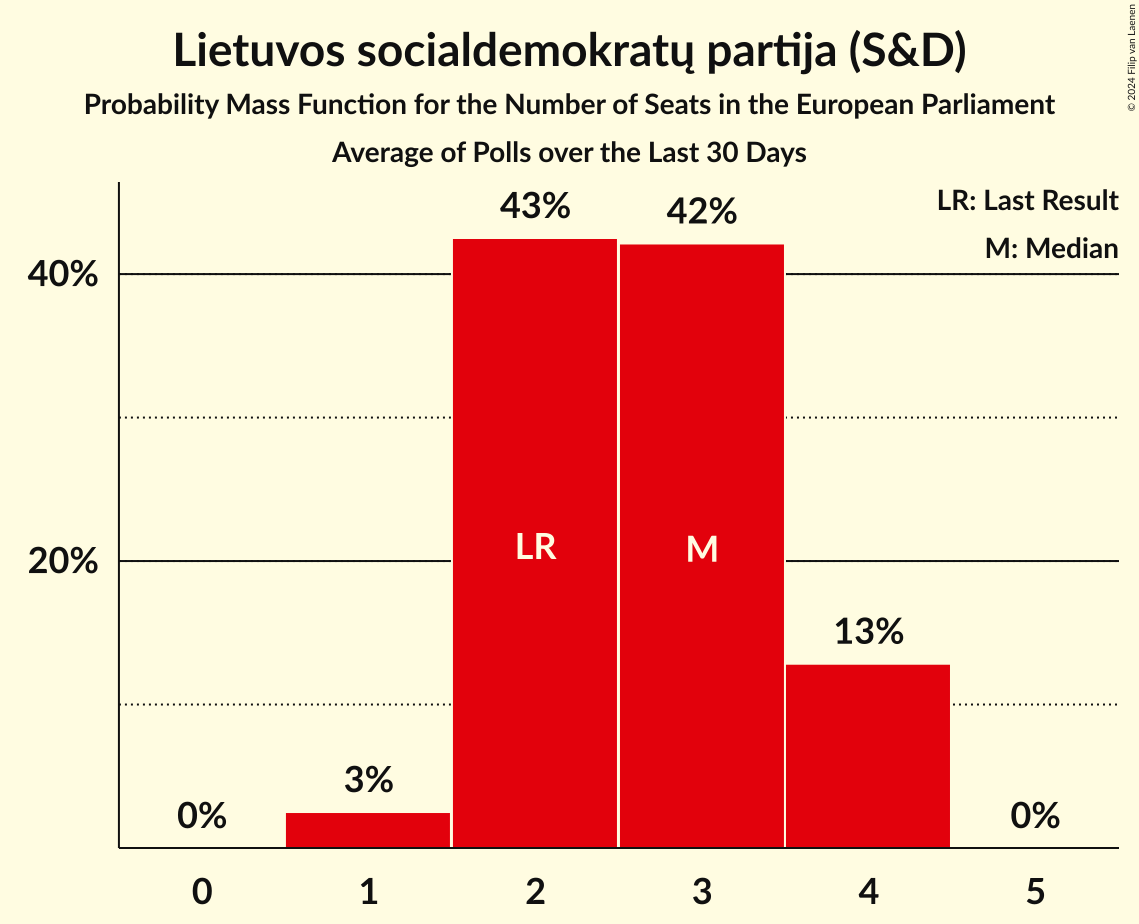 Lietuvos socialdemokratų partija (S&D)
Probability Mass Function for the Number of Seats in the European Parliament
Average of Polls over the Last 30 Days
© 2024 Filip van Laenen
LR: Last Result
M: Median
43%
42%
40%
LR
M
20%
13%
3%
0%
0%
0
1
2
3
4
5